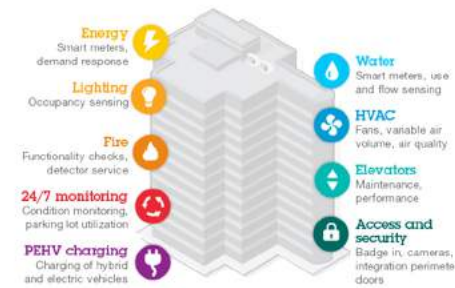 Energy
Smart meters,
demand response
Lighting
Occupancy sensing
Fire
Functionality checks,
detector service
24/7 monitoring
Condition monitoring,
parking lot utilization
PEHV charging
Charging of hybrid
and electric vehicles
Water
Smart meters, use
and flow sensing
HVAC
Fans, variable air
volume, air quality
Elevators
Maintenance,
performance
Access and
security
Badge in, cameras,
integration perimete
doors